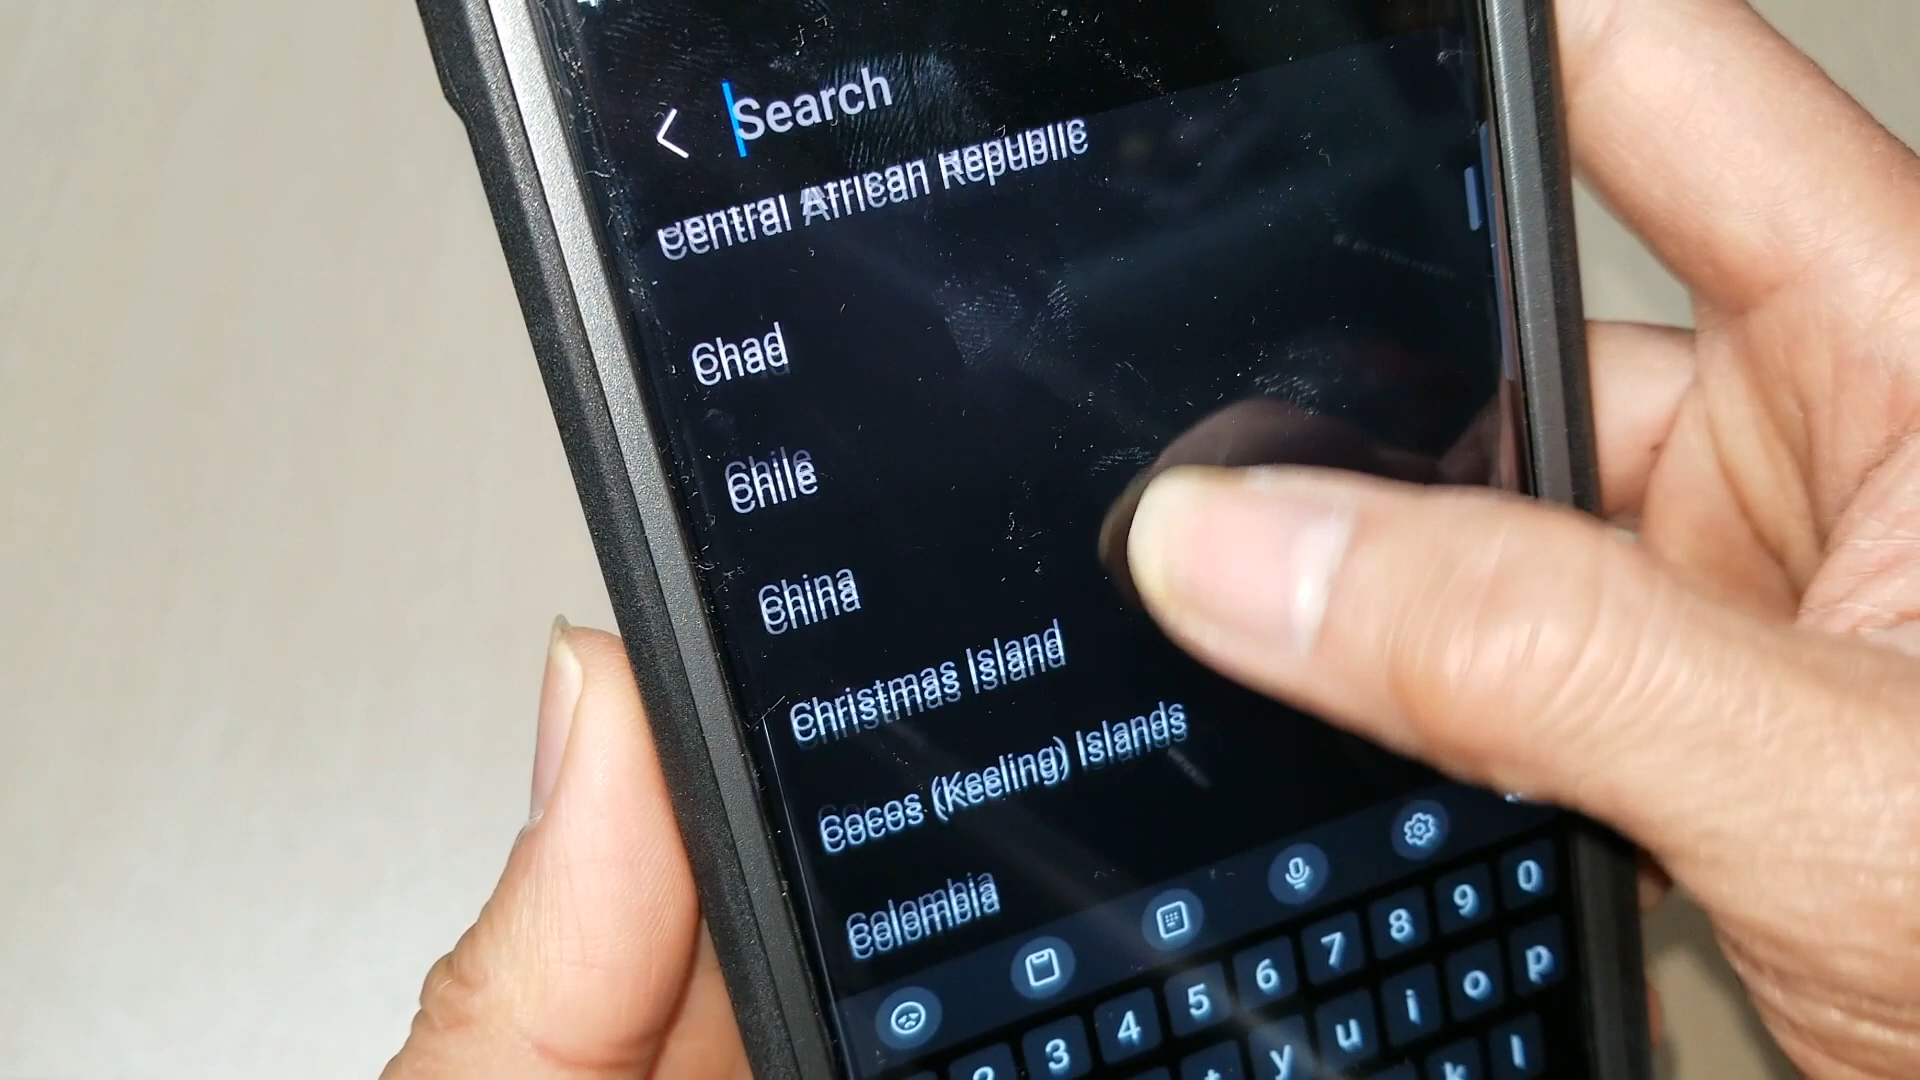 Search
Central African Republic
Chad
Chile
China
Christmas Island
Cocos (Keeling) Islands
Colombia
2 3 4 5 6 7 8 9 0
t y u i o p
k l